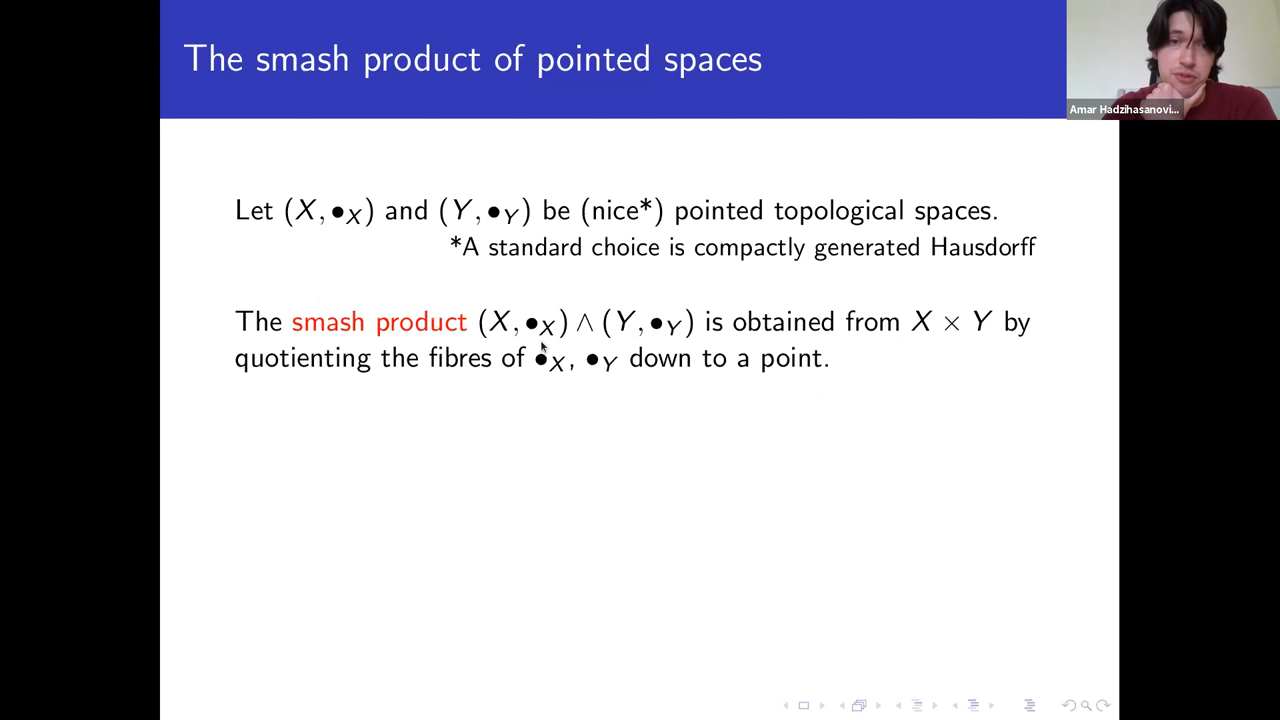 The smash product of pointed spaces
Amar Hadzihasanovi...
Let (X, •_X) and (Y, •_Y) be (nice*) pointed topological spaces.
*A standard choice is compactly generated Hausdorff
The smash product (X, •_X) ∧ (Y, •_Y) is obtained from X × Y by
quotienting the fibres of •_X, •_Y down to a point.